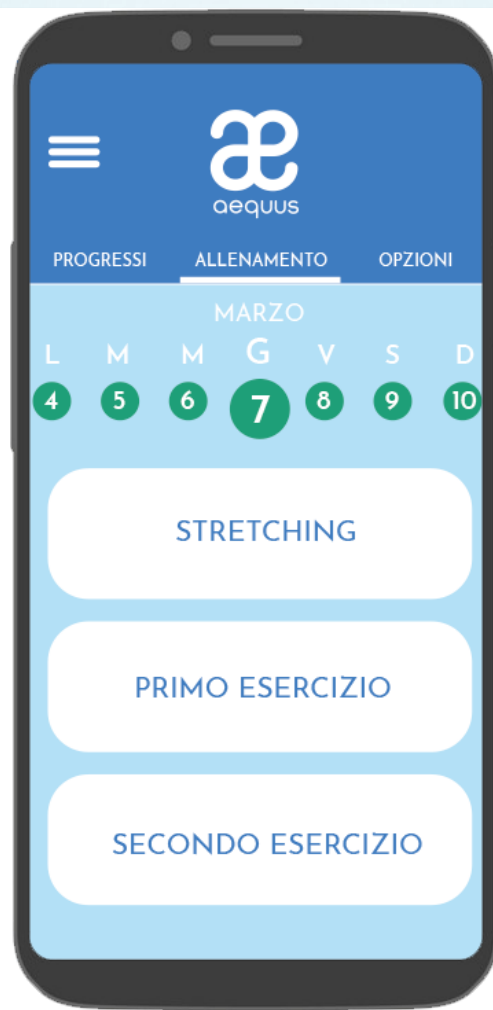 æ
aequus
PROGRESSI ALLENAMENTO OPZIONI
MARZO
L M M G V S D
4 5 6 7 8 9 10
STRETCHING
PRIMO ESERCIZIO
SECONDO ESERCIZIO